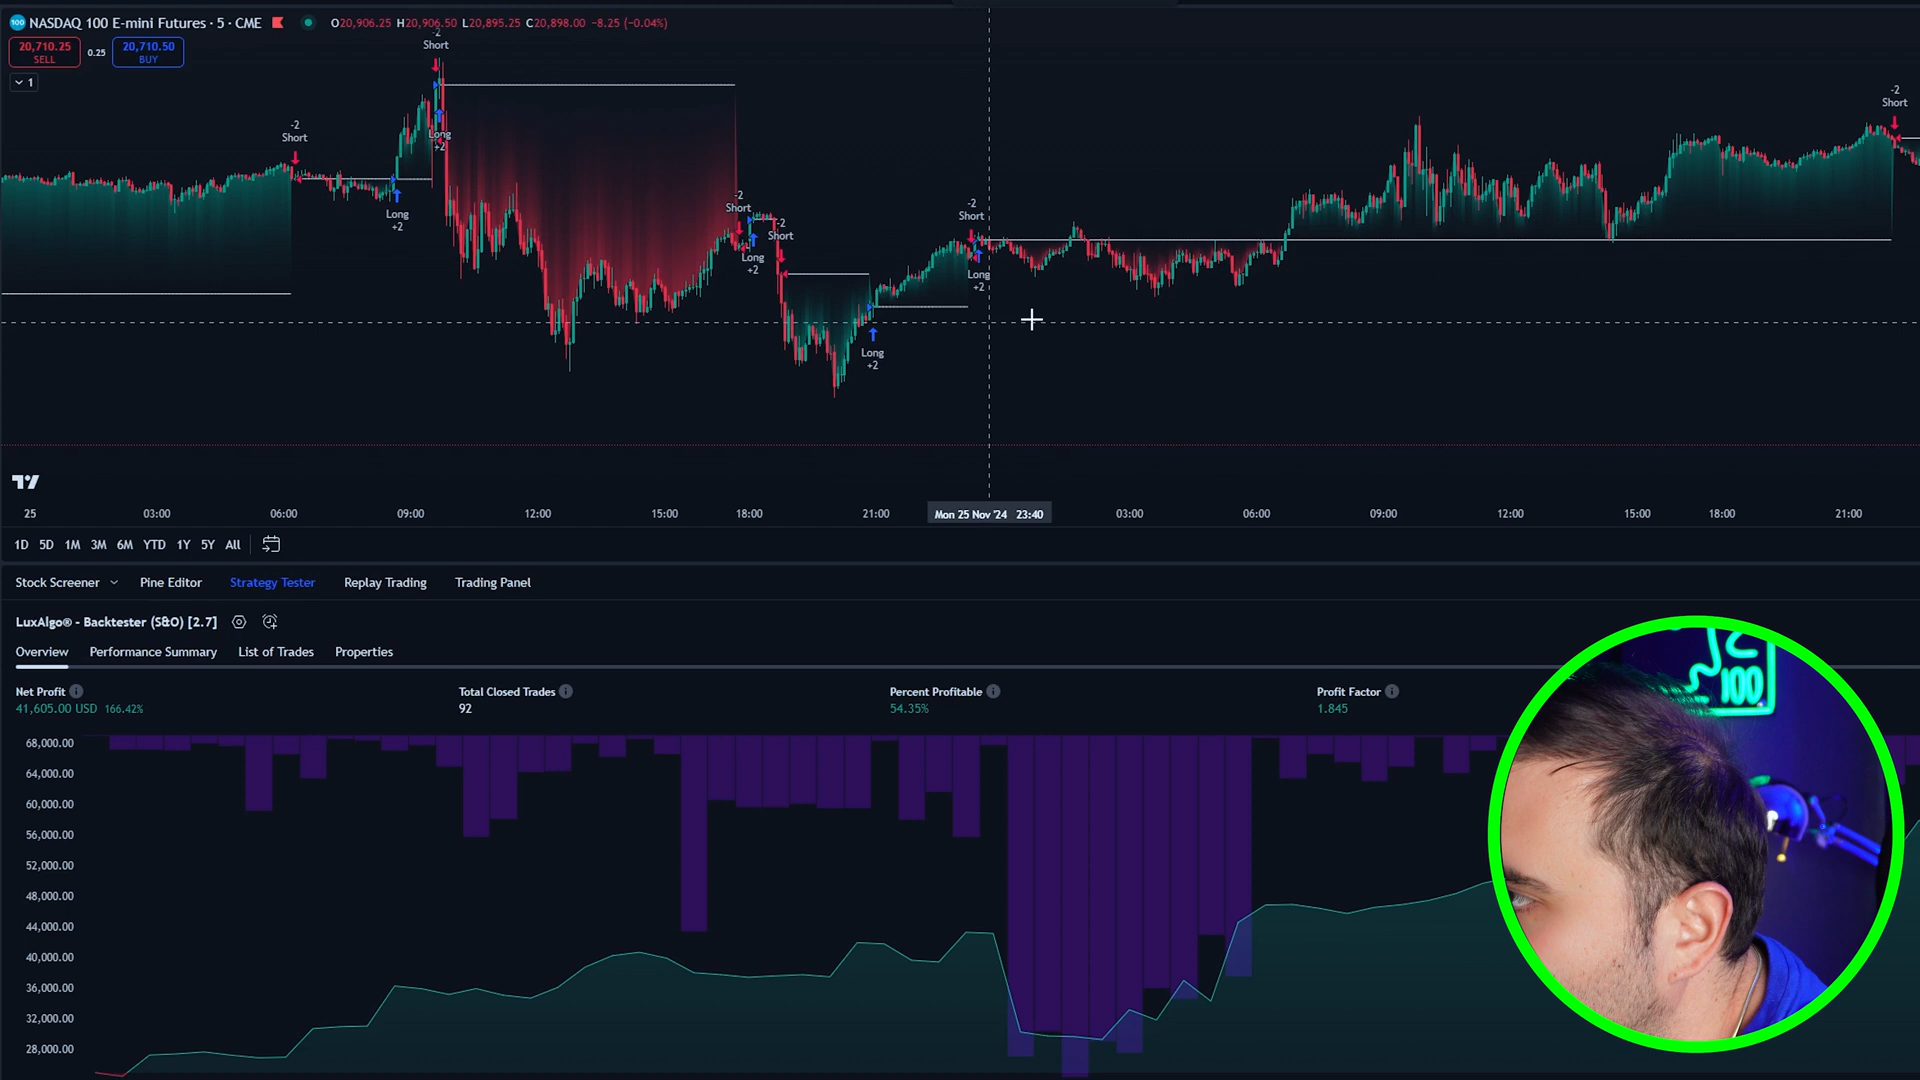 100 NASDAQ 100 E-mini Futures · 5 · CME O20,906.25 H20,906.50 L20,895.25 C20,898.00 -8.25 (-0.04%)
20,710.25
SELL
0.25
20,710.50
BUY
1
-2
Short
-2
Short
Long
+2
Long
+2
-2
Short
-2
Short
Long
+2
Long
+2
-2
Short
Long
+2
-2
Short
25 03:00 06:00 09:00 12:00 15:00 18:00 21:00 Mon 25 Nov '24 23:40 03:00 06:00 09:00 12:00 15:00 18:00 21:00
1D 5D 1M 3M 6M YTD 1Y 5Y All
Stock Screener Pine Editor Strategy Tester Replay Trading Trading Panel
LuxAlgo® - Backtester (S&O) [2.7]
Overview Performance Summary List of Trades Properties
Net Profit
41,605.00 USD 166.42%
Total Closed Trades
92
Percent Profitable
54.35%
Profit Factor
1.845
68,000.00
64,000.00
60,000.00
56,000.00
52,000.00
48,000.00
44,000.00
40,000.00
36,000.00
32,000.00
28,000.00
100